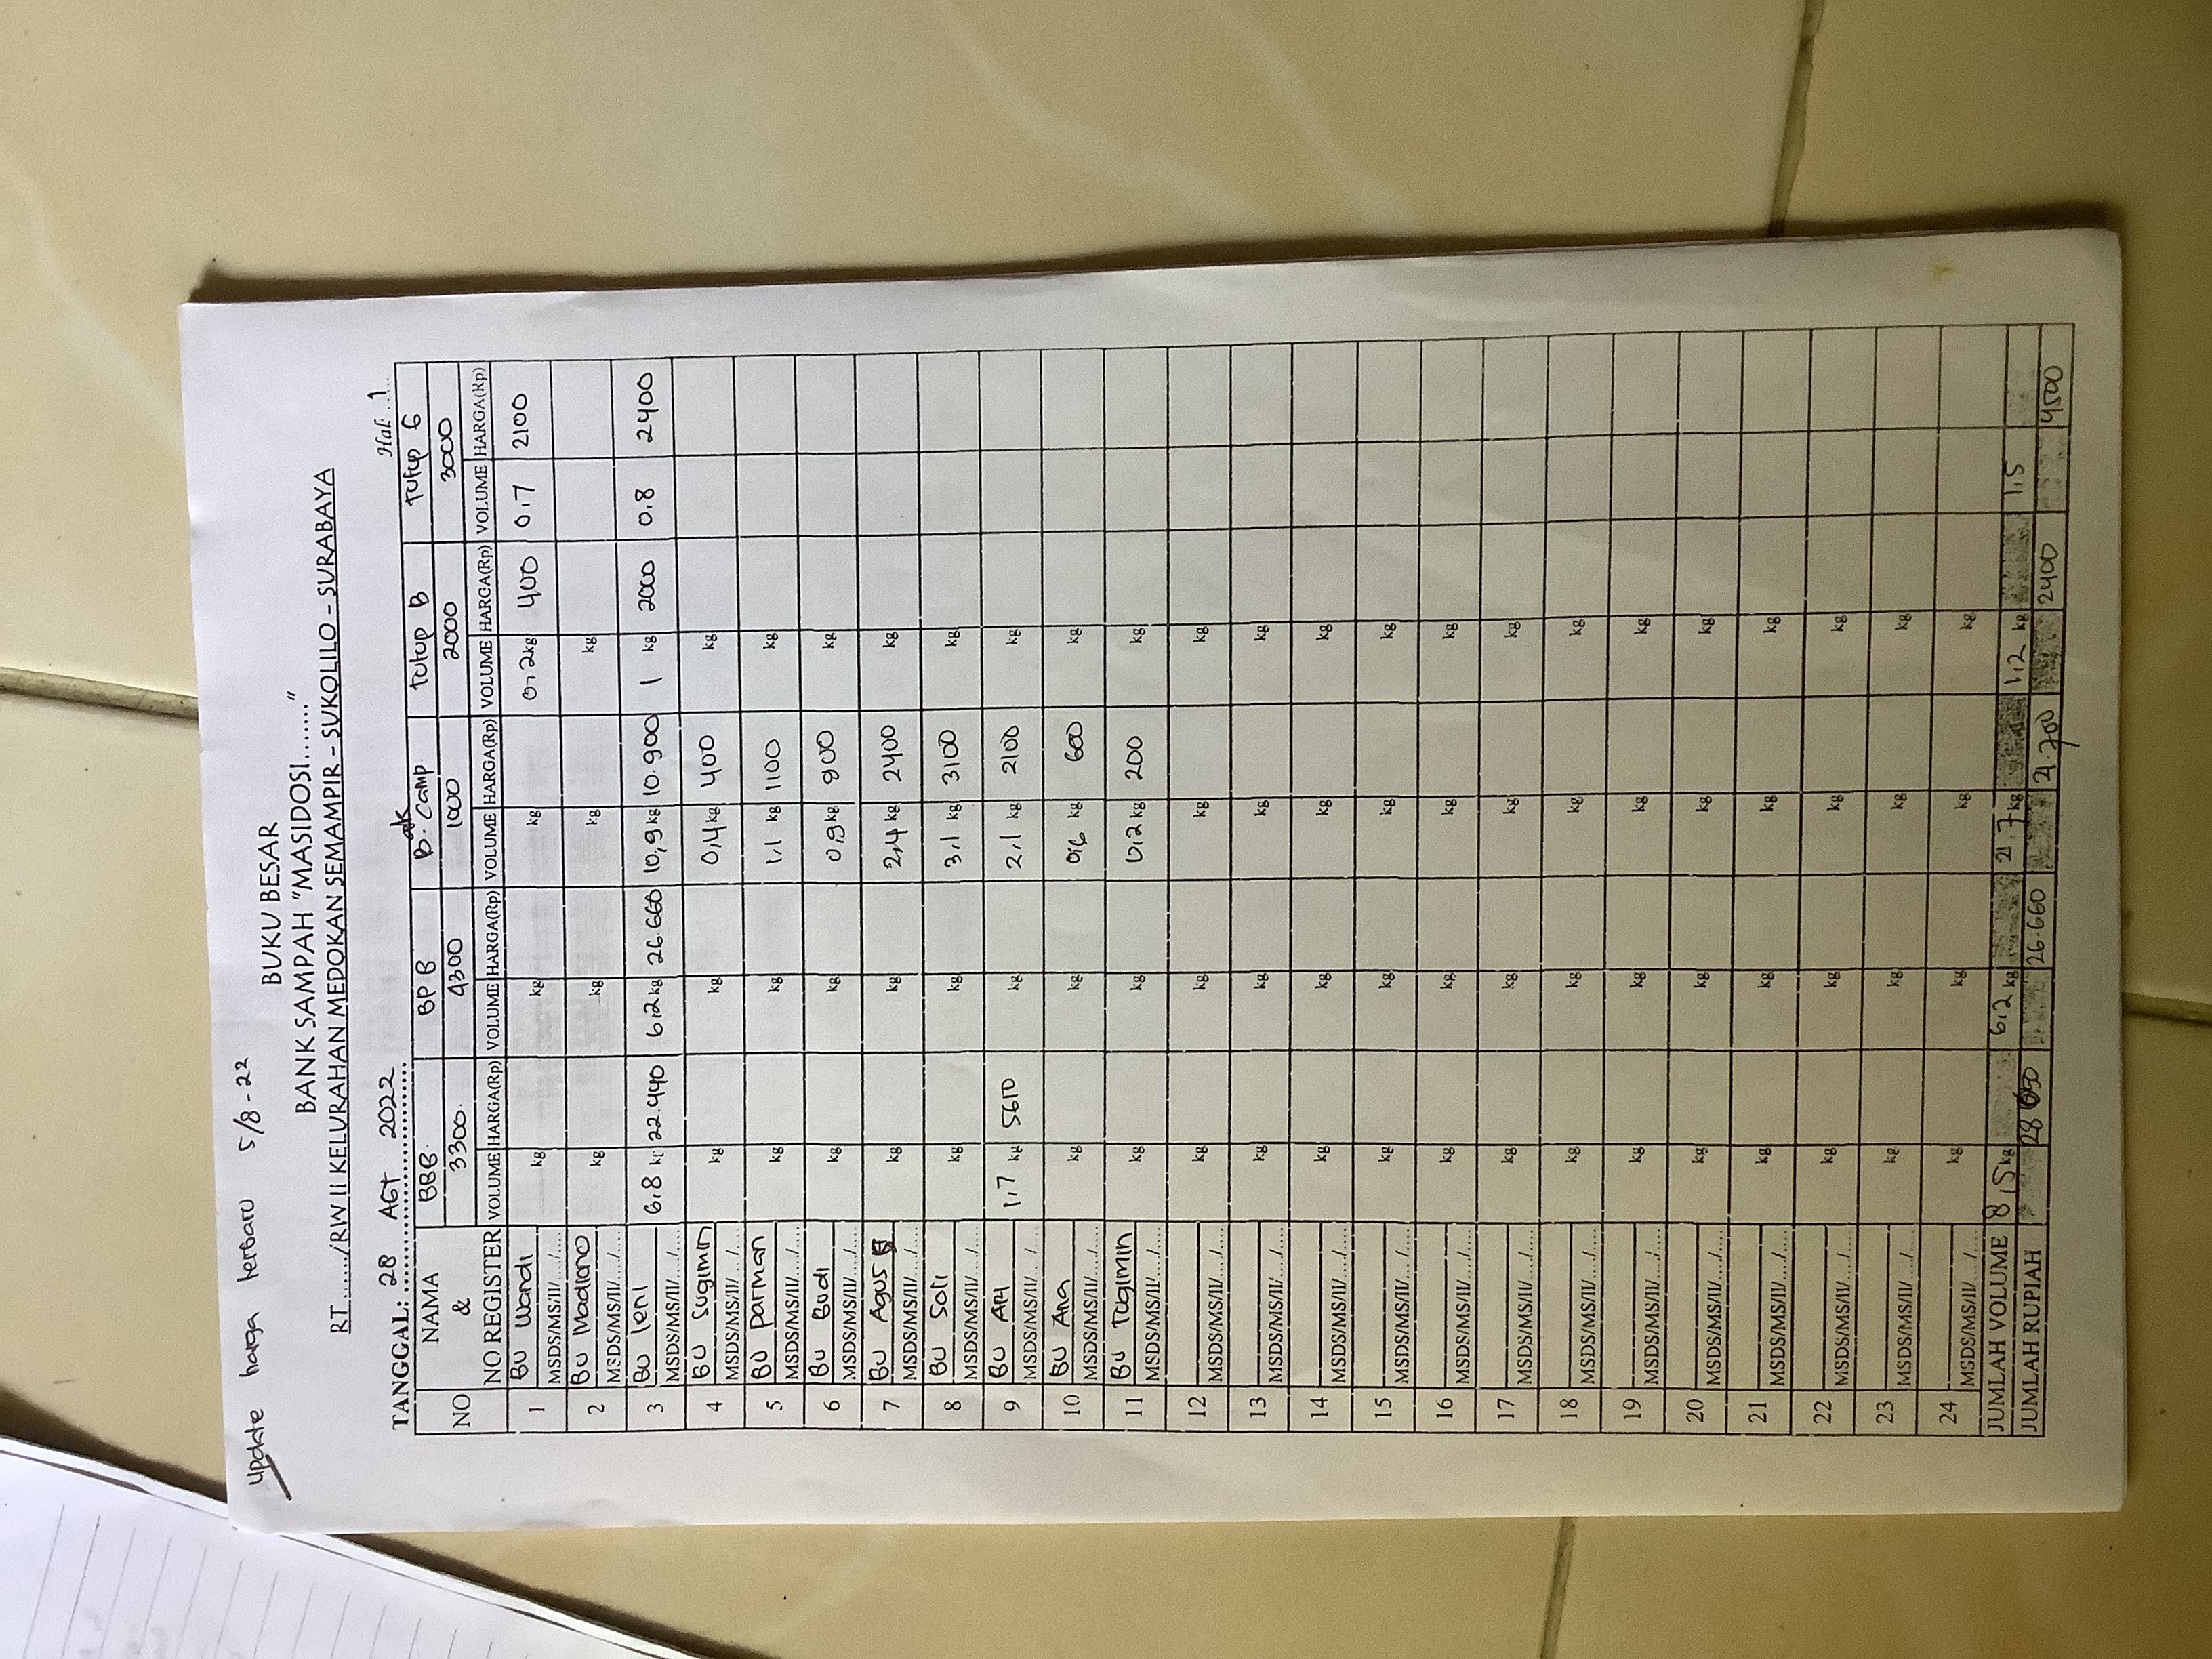 Update harga terbaru 5/8-22
BUKU BESAR
BANK SAMPAH "MASIDOSI......."
RT....../RW II KELURAHAN MEDOKAN SEMAMPIR - SUKOLILO - SURABAYA
TANGGAL: 28 AGT 2022 Hal: 1
NO NAMA & NO REGISTER BBB BP B B. Camp Tutup B Tutup G
3300 4300 1000 2000 3000
VOLUME HARGA(Rp) VOLUME HARGA(Rp) VOLUME HARGA(Rp) VOLUME HARGA(Rp) VOLUME HARGA(Rp)
1 BU Wandi kg kg kg 0,2 kg 400 0,7 2100
MSDS/MS/II/..../....
2 BU Madiono kg kg kg kg
MSDS/MS/II/..../....
3 BU leni 6,8 kg 22.440 6,2 kg 26.660 10,9 kg 10.900 1 kg 2000 0.8 2400
MSDS/MS/II/..../....
4 BU Sugimin kg kg 0,4 kg 400 kg
MSDS/MS/II/..../....
5 BU Parman kg kg 1,1 kg 1100 kg
MSDS/MS/II/..../....
6 BU Budi kg kg 0,9 kg 900 kg
MSDS/MS/II/..../....
7 BU Agus kg kg 2,4 kg 2400 kg
MSDS/MS/II/..../....
8 BU Soli kg kg 3,1 kg 3100 kg
MSDS/MS/II/..../....
9 BU ARI 1,7 kg 5610 kg 2,1 kg 2100 kg
MSDS/MS/II/..../....
10 BU Ana kg kg 0,6 kg 600 kg
MSDS/MS/II/..../....
11 BU Tugimin kg kg 0,2 kg 200 kg
MSDS/MS/II/..../....
12 kg kg kg kg
MSDS/MS/II/..../....
13 kg kg kg kg
MSDS/MS/II/..../....
14 kg kg kg kg
MSDS/MS/II/..../....
15 kg kg kg kg
MSDS/MS/II/..../....
16 kg kg kg kg
MSDS/MS/II/..../....
17 kg kg kg kg
MSDS/MS/II/..../....
18 kg kg kg kg
MSDS/MS/II/..../....
19 kg kg kg kg
MSDS/MS/II/..../....
20 kg kg kg kg
MSDS/MS/II/..../....
21 kg kg kg kg
MSDS/MS/II/..../....
22 kg kg kg kg
MSDS/MS/II/..../....
23 kg kg kg kg
MSDS/MS/II/..../....
24 kg kg kg kg
MSDS/MS/II/..../....
JUMLAH VOLUME 8,5 kg 6,2 kg 21,7 kg 1,2 kg 1,5
JUMLAH RUPIAH 28 050 26.660 21.700 2400 4500